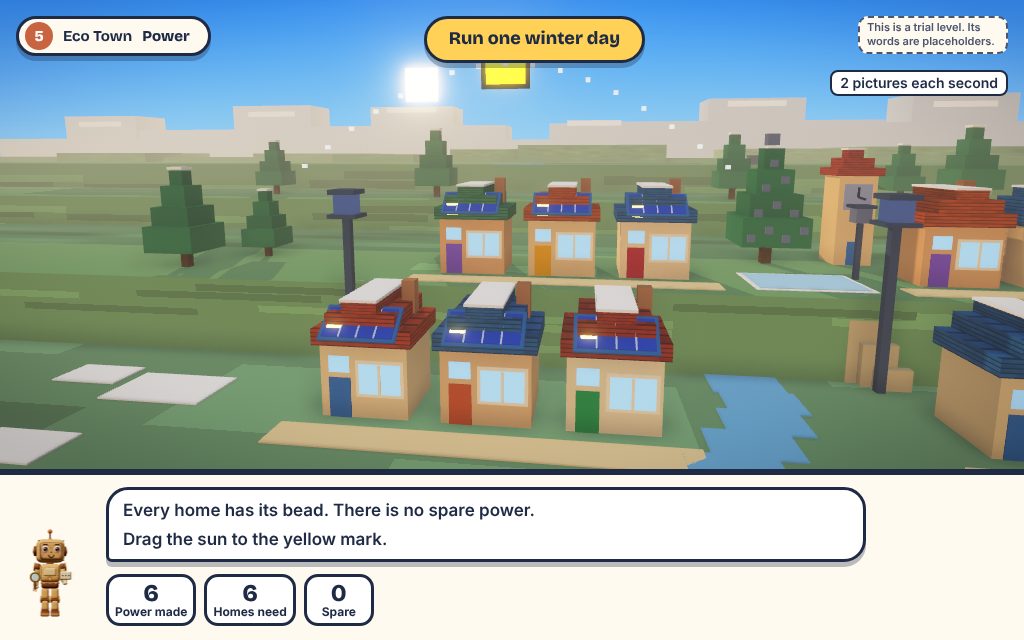 5 Eco Town Power
Run one winter day
This is a trial level. Its
words are placeholders.
2 pictures each second
Every home has its bead. There is no spare power.
Drag the sun to the yellow mark.
6
Power made
6
Homes need
0
Spare